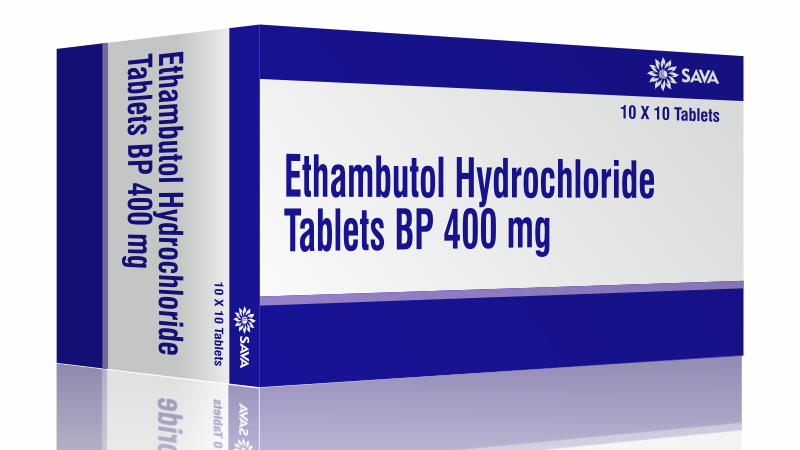 SAVA
10 X 10 Tablets
Ethambutol Hydrochloride
Tablets BP 400 mg
Ethambutol Hydrochloride
Tablets BP 400 mg
10 X 10 Tablets
SAVA